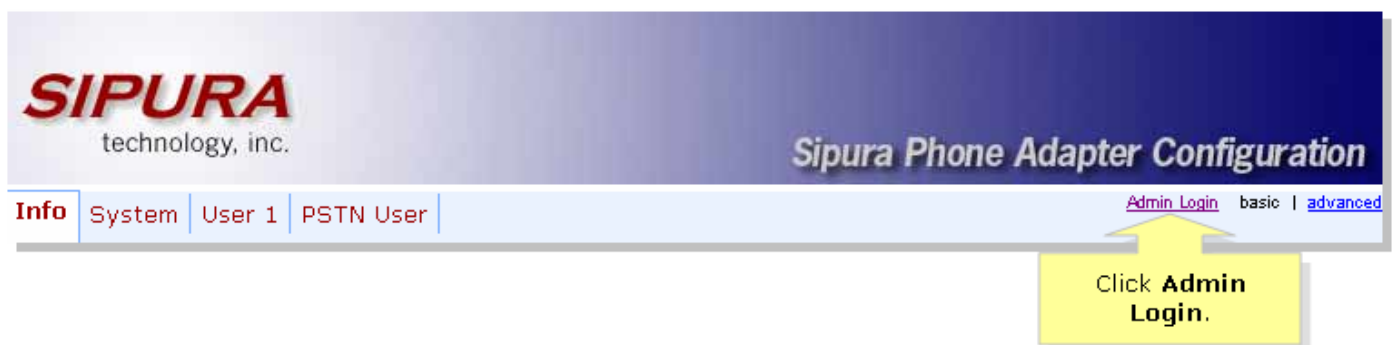 SIPURA
technology, inc.
Sipura Phone Adapter Configuration
Info System User 1 PSTN User Admin Login basic | advanced
Click Admin
Login.